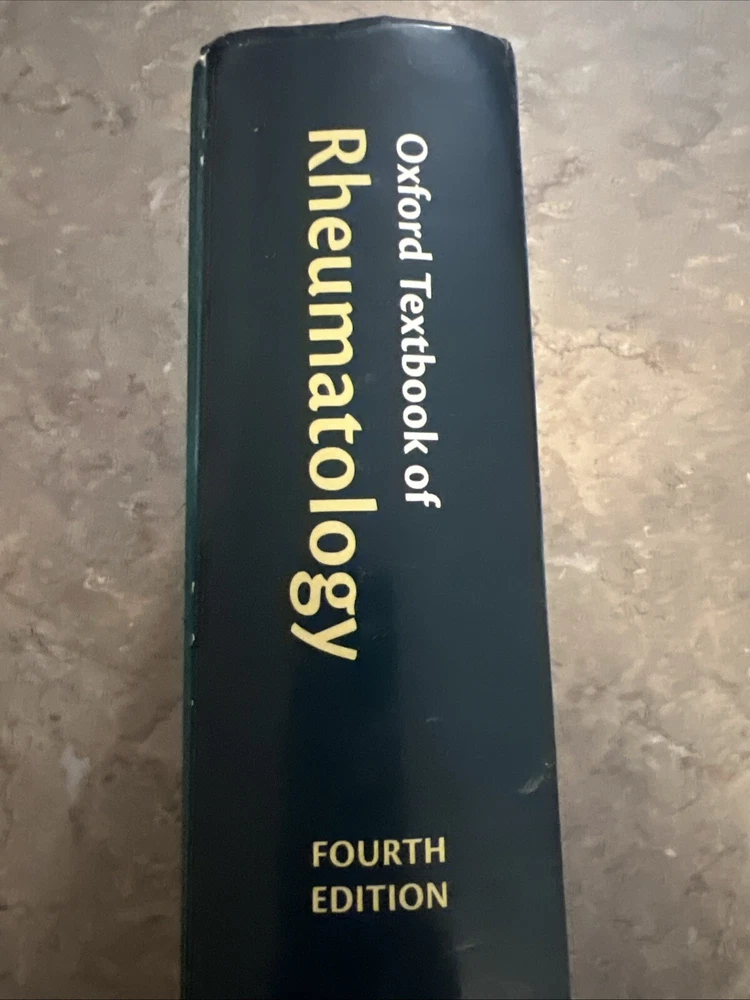 Oxford Textbook of
Rheumatology
FOURTH
EDITION